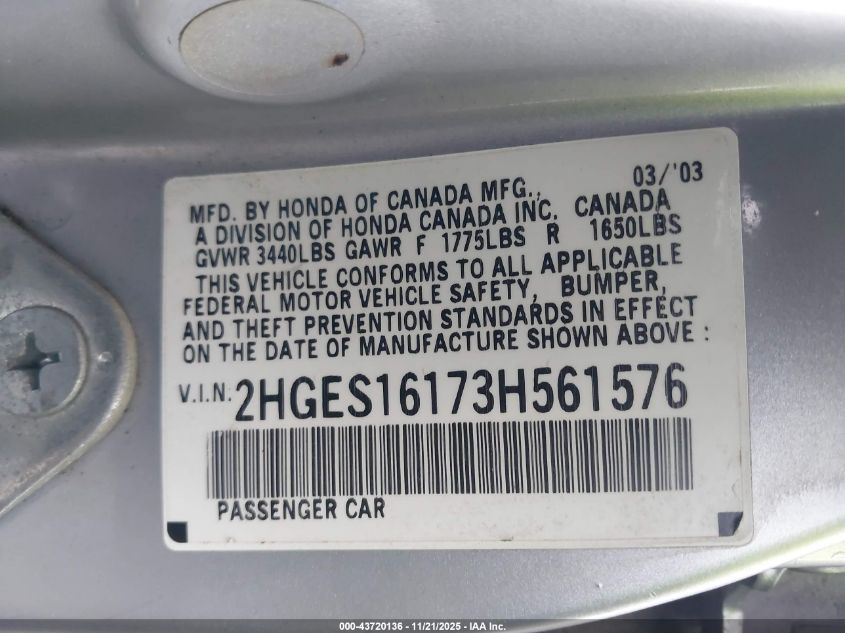 03/'03
MFD. BY HONDA OF CANADA MFG.,
A DIVISION OF HONDA CANADA INC. CANADA
GVWR 3440LBS GAWR F 1775LBS R 1650LBS
THIS VEHICLE CONFORMS TO ALL APPLICABLE
FEDERAL MOTOR VEHICLE SAFETY, BUMPER,
AND THEFT PREVENTION STANDARDS IN EFFECT
ON THE DATE OF MANUFACTURE SHOWN ABOVE :
V.I.N: 2HGES16173H561576
PASSENGER CAR
000-43720136 - 11/21/2025 - IAA Inc.